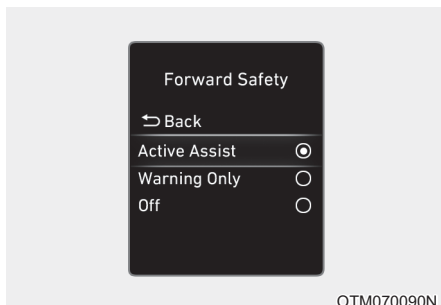 Forward Safety
Back
Active Assist
Warning Only
Off
OTM070090N